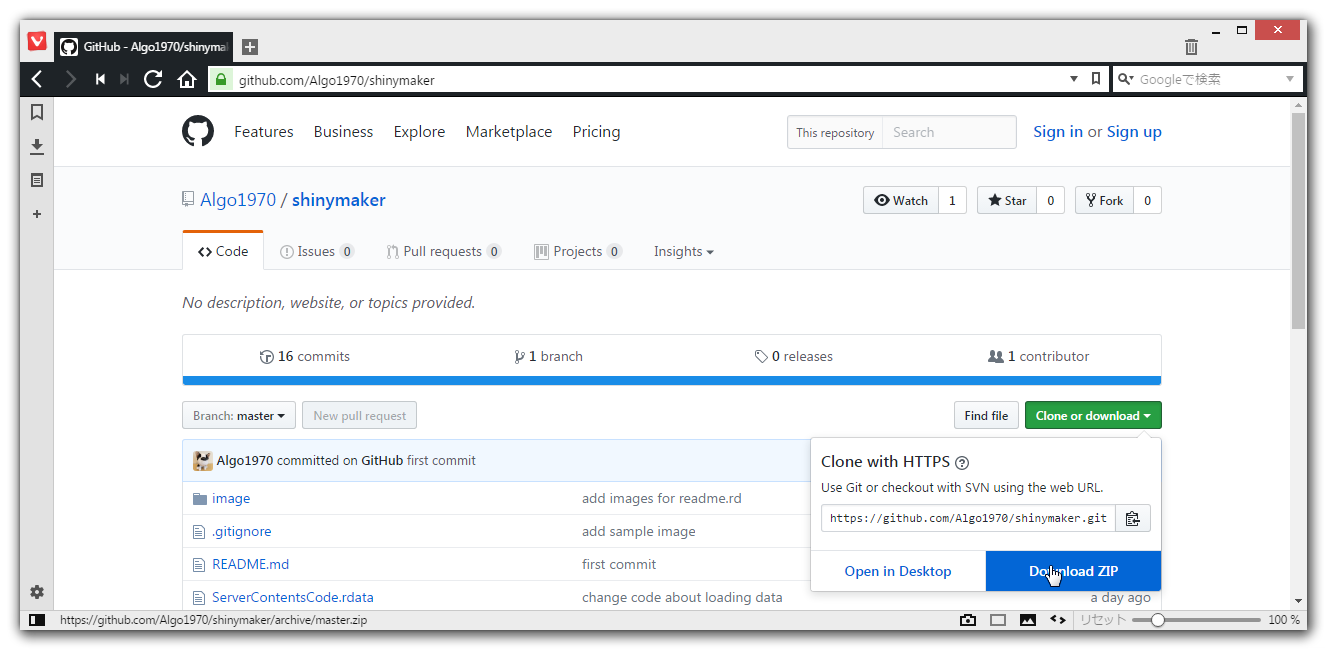 GitHub - Algo1970/shinyma
github.com/Algo1970/shinymaker
Googleで検索
Features Business Explore Marketplace Pricing
This repository Search
Sign in or Sign up
Algo1970 / shinymaker
Watch 1 Star 0 Fork 0
Code Issues 0 Pull requests 0 Projects 0 Insights
No description, website, or topics provided.
16 commits 1 branch 0 releases 1 contributor
Branch: master New pull request Find file Clone or download
Algo1970 committed on GitHub first commit
Clone with HTTPS
Use Git or checkout with SVN using the web URL.
https://github.com/Algo1970/shinymaker.git
Open in Desktop Download ZIP
image add images for readme.rd
.gitignore add sample image
README.md first commit
ServerContentsCode.rdata change code about loading data a day ago
https://github.com/Algo1970/shinymaker/archive/master.zip
リセット 100 %